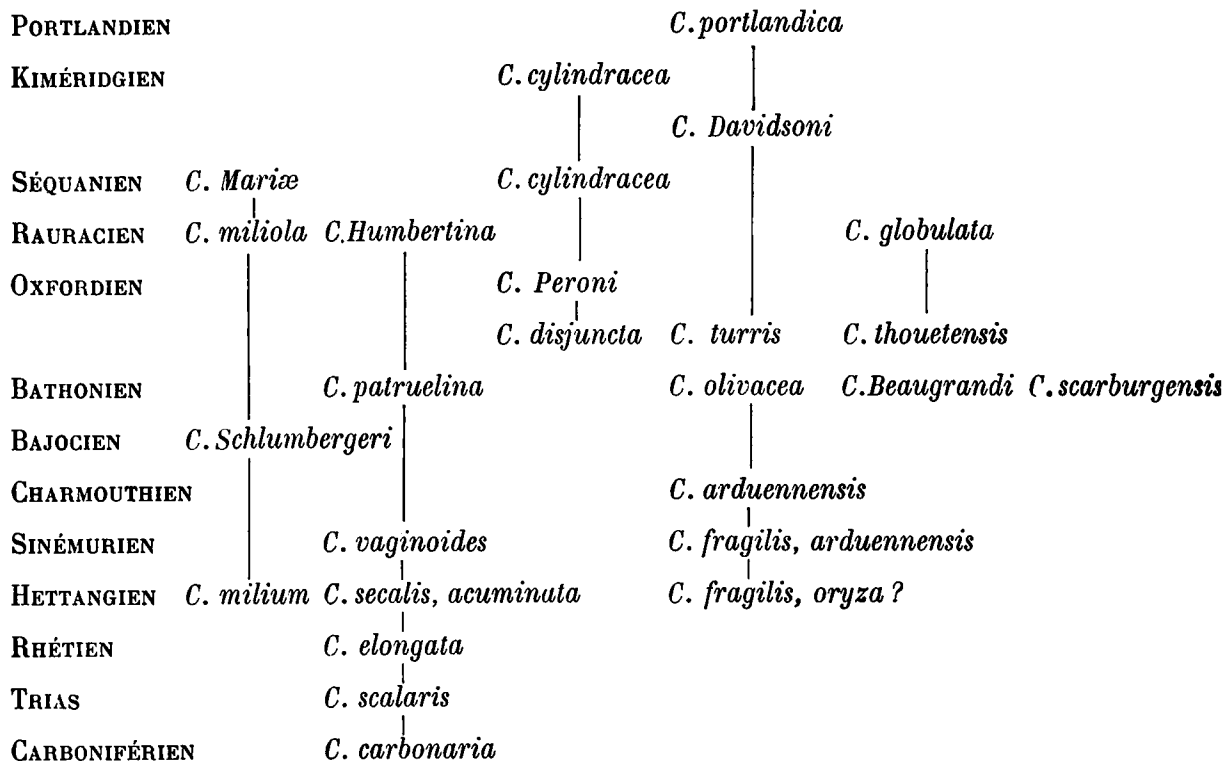 PORTLANDIEN C. portlandica
KIMÉRIDGIEN C. cylindracea
C. Davidsoni
SÉQUANIEN C. Mariæ C. cylindracea
RAURACIEN C. miliola C. Humbertina C. globulata
OXFORDIEN C. Peroni
C. disjuncta C. turris C. thouetensis
BATHONIEN C. patruelina C. olivacea C. Beaugrandi C. scarburgensis
BAJOCIEN C. Schlumbergeri
CHARMOUTHIEN C. arduennensis
SINÉMURIEN C. vaginoides C. fragilis, arduennensis
HETTANGIEN C. milium C. secalis, acuminata C. fragilis, oryza ?
RHÉTIEN C. elongata
TRIAS C. scalaris
CARBONIFÉRIEN C. carbonaria